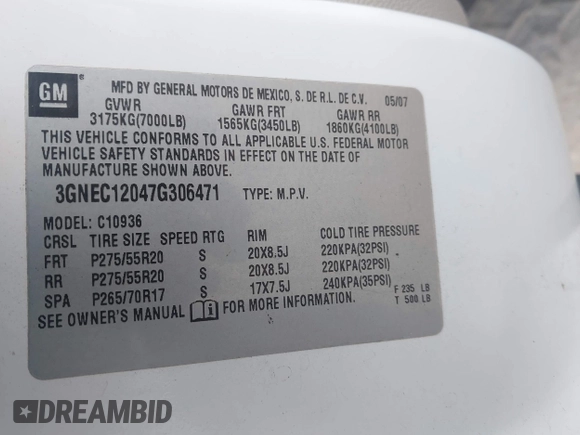 GM
MFD BY GENERAL MOTORS DE MEXICO, S. DE R.L. DE C.V. 05/07
GVWR GAWR FRT GAWR RR
3175KG(7000LB) 1565KG(3450LB) 1860KG(4100LB)
THIS VEHICLE CONFORMS TO ALL APPLICABLE U.S. FEDERAL MOTOR
VEHICLE SAFETY STANDARDS IN EFFECT ON THE DATE OF
MANUFACTURE SHOWN ABOVE.
3GNEC12047G306471 TYPE: M.P.V.
MODEL: C10936
CRSL TIRE SIZE SPEED RTG RIM COLD TIRE PRESSURE
FRT P275/55R20 S 20X8.5J 220KPA(32PSI)
RR P275/55R20 S 20X8.5J 220KPA(32PSI)
SPA P265/70R17 S 17X7.5J 240KPA(35PSI)
SEE OWNER'S MANUAL FOR MORE INFORMATION.
F 235 LB
T 500 LB
DREAMBID